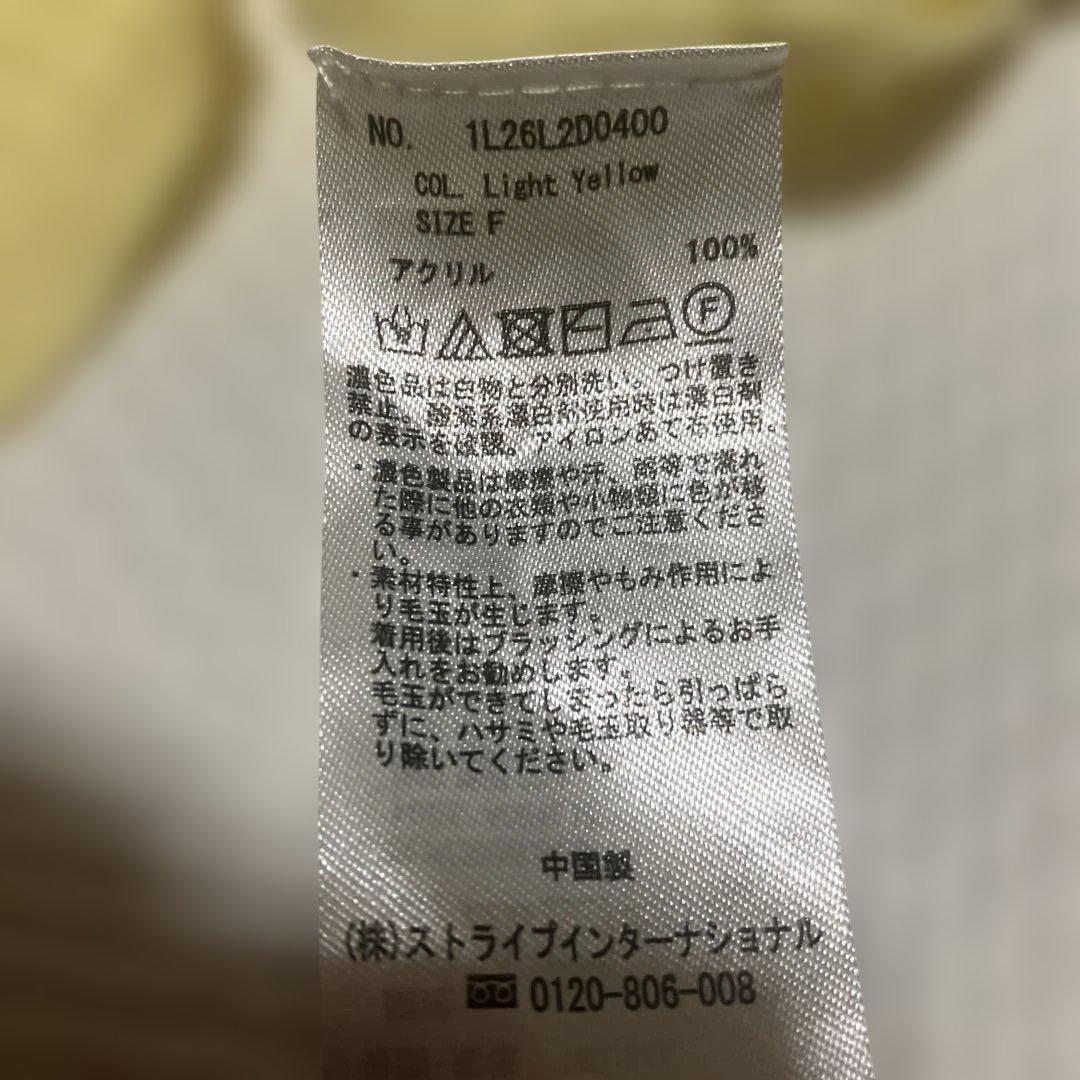 NO. 1L26L2D0400
COL. Light Yellow
SIZE F
アクリル 100%
F
濃色品は白物と分別洗い。つけ置き
禁止。酸素系漂白剤使用時は漂白剤
の表示を確認。アイロンあて布使用。
・濃色製品は摩擦や汗、雨等で濡れ
た際に他の衣類や小物類に色が移
る事がありますのでご注意くださ
い。
・素材特性上、摩擦やもみ作用によ
り毛玉が生じます。
着用後はブラッシングによるお手
入れをお勧めします。
毛玉ができてしまったら引っぱら
ずに、ハサミや毛玉取り器等で取
り除いてください。
中国製
(株)ストライプインターナショナル
0120-806-008